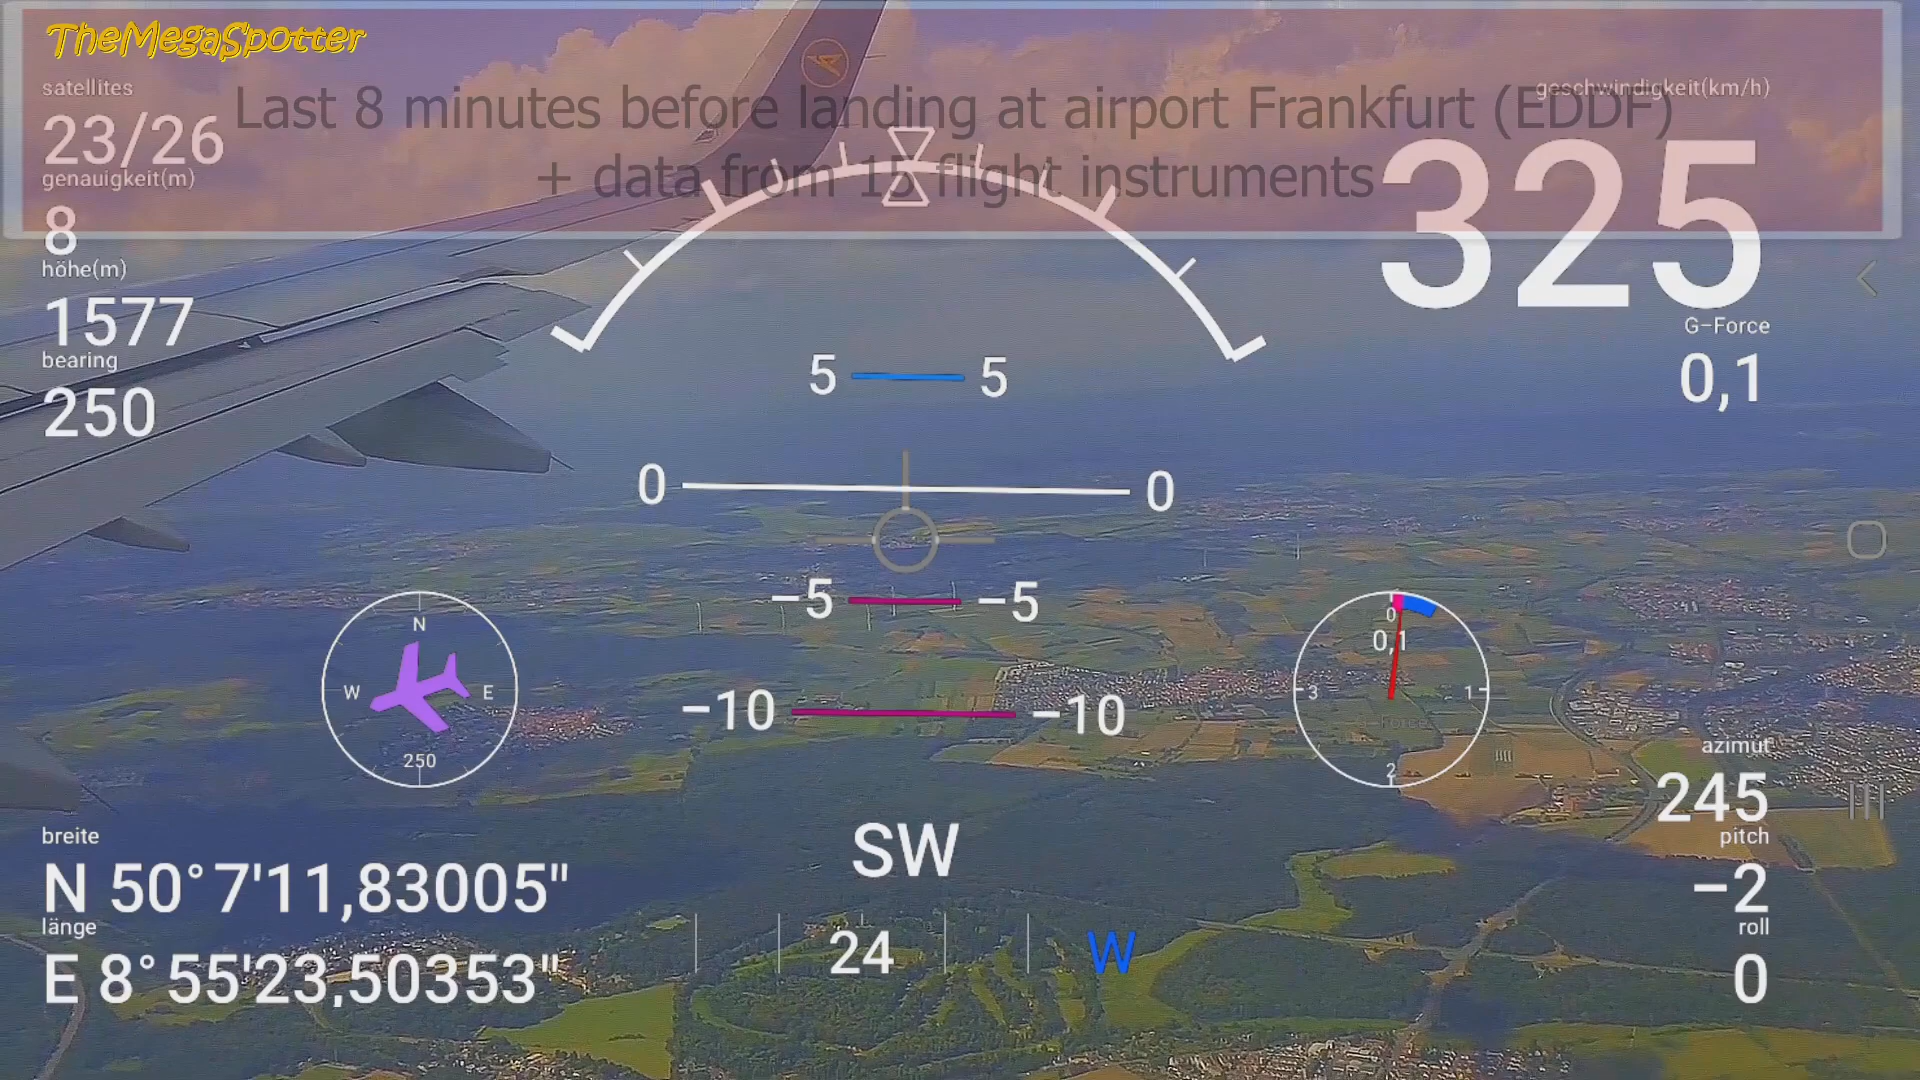 TheMegaSpotter
Last 8 minutes before landing at airport Frankfurt (EDDF)
+ data from 15 flight instruments
satellites
23/26
genauigkeit(m)
8
höhe(m)
1577
bearing
250
geschwindigkeit(km/h)
325
G-Force
0,1
5 5
0 0
-5 -5
-10 -10
N
W E
250
0
0,1
3 1
G-Force
2
azimut
245
pitch
-2
roll
0
breite
N 50°7'11,83005"
länge
E 8°55'23,50353"
SW
24 W